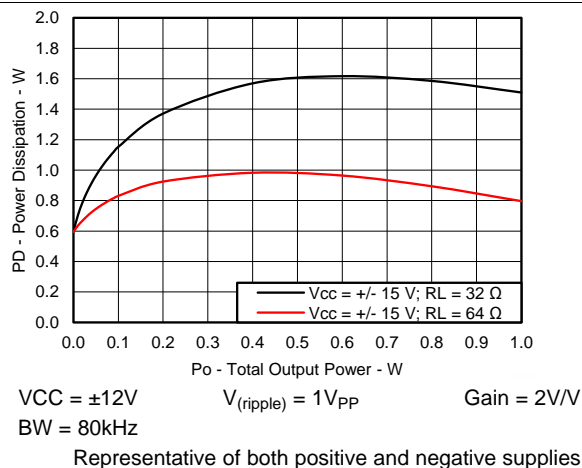 2.0
1.8
1.6
1.4
1.2
1.0
0.8
0.6
0.4
0.2
0.0
PD - Power Dissipation - W
Vcc = +/- 15 V; RL = 32 Ω
Vcc = +/- 15 V; RL = 64 Ω
0.0 0.1 0.2 0.3 0.4 0.5 0.6 0.7 0.8 0.9 1.0
Po - Total Output Power - W
VCC = ±12V V(ripple) = 1VPP Gain = 2V/V
BW = 80kHz
Representative of both positive and negative supplies